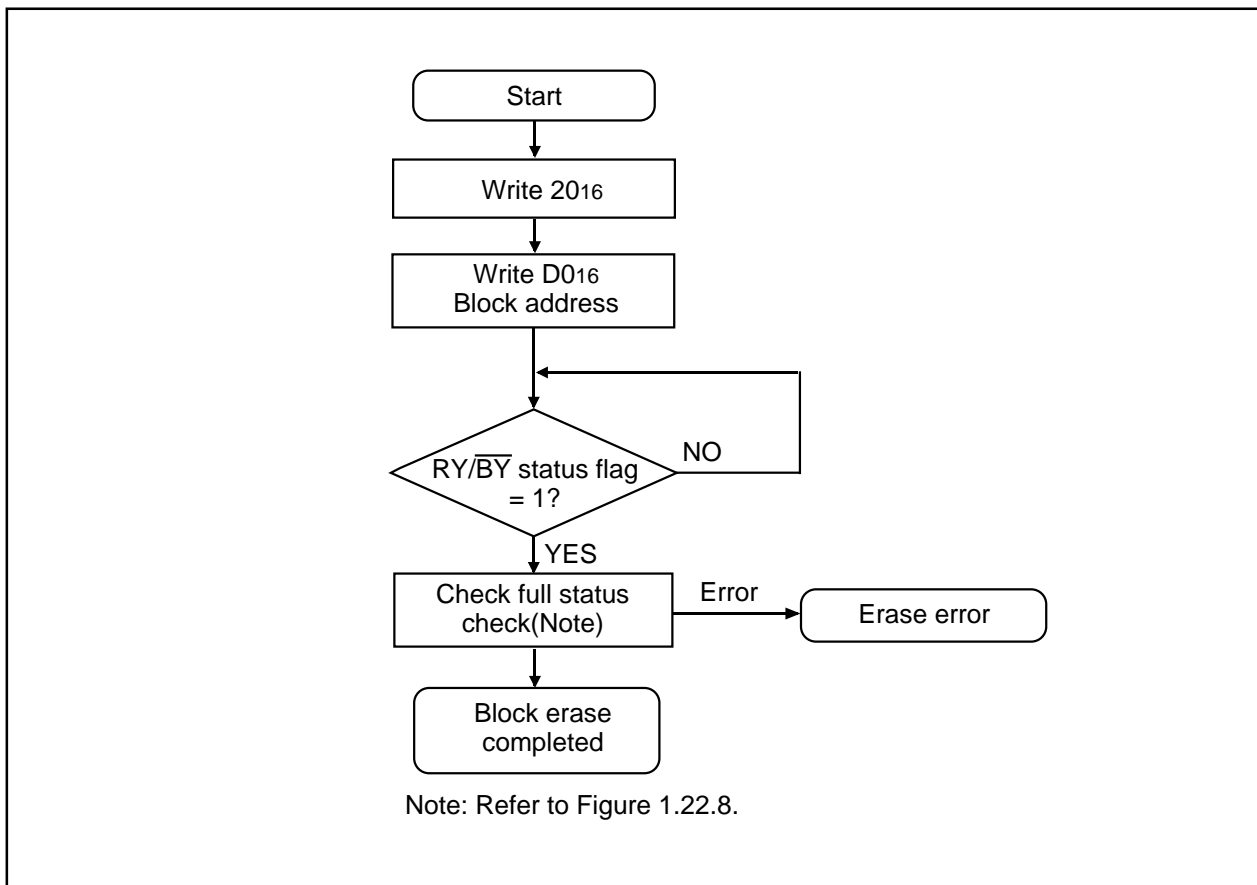 Start
Write 2016
Write D016
Block address
NO
RY/B̅Y̅ status flag
= 1?
YES
Check full status
check(Note)
Error
Erase error
Block erase
completed
Note: Refer to Figure 1.22.8.